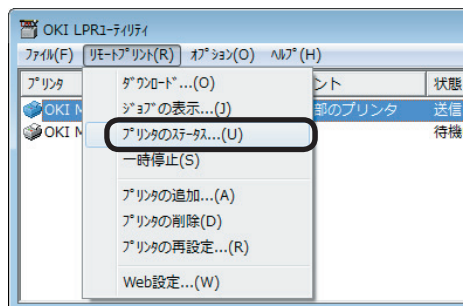 OKI LPRﾕｰﾃｨﾘﾃｨ
ﾌｧｲﾙ(F) ﾘﾓｰﾄﾌﾟﾘﾝﾄ(R) ｵﾌﾟｼｮﾝ(O) ﾍﾙﾌﾟ(H)
ﾌﾟﾘﾝﾀ ント 状態
ﾀﾞｳﾝﾛｰﾄﾞ...(O)
OKI 部のプリンタ 送信
ｼﾞｮﾌﾞの表示...(J)
OKI 待機
ﾌﾟﾘﾝﾀのｽﾃｰﾀｽ...(U)
一時停止(S)
ﾌﾟﾘﾝﾀの追加...(A)
ﾌﾟﾘﾝﾀの削除(D)
ﾌﾟﾘﾝﾀの再設定...(R)
Web設定...(W)